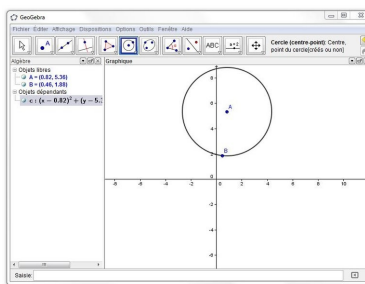 GeoGebra
Fichier Éditer Affichage Dispositions Options Outils Fenêtre Aide
ABC
a=2
Cercle (centre-point): Centre,
point du cercle(créés ou non)
Algèbre
Graphique
Objets libres
A = (0.82, 5.36)
B = (0.46, 1.88)
Objets dépendants
c : (x − 0.82)² + (y − 5.3
A
B
8
6
4
2
0
-8 -6 -4 -2 0 2 4 6 8 10
-2
-4
-6
Saisie: